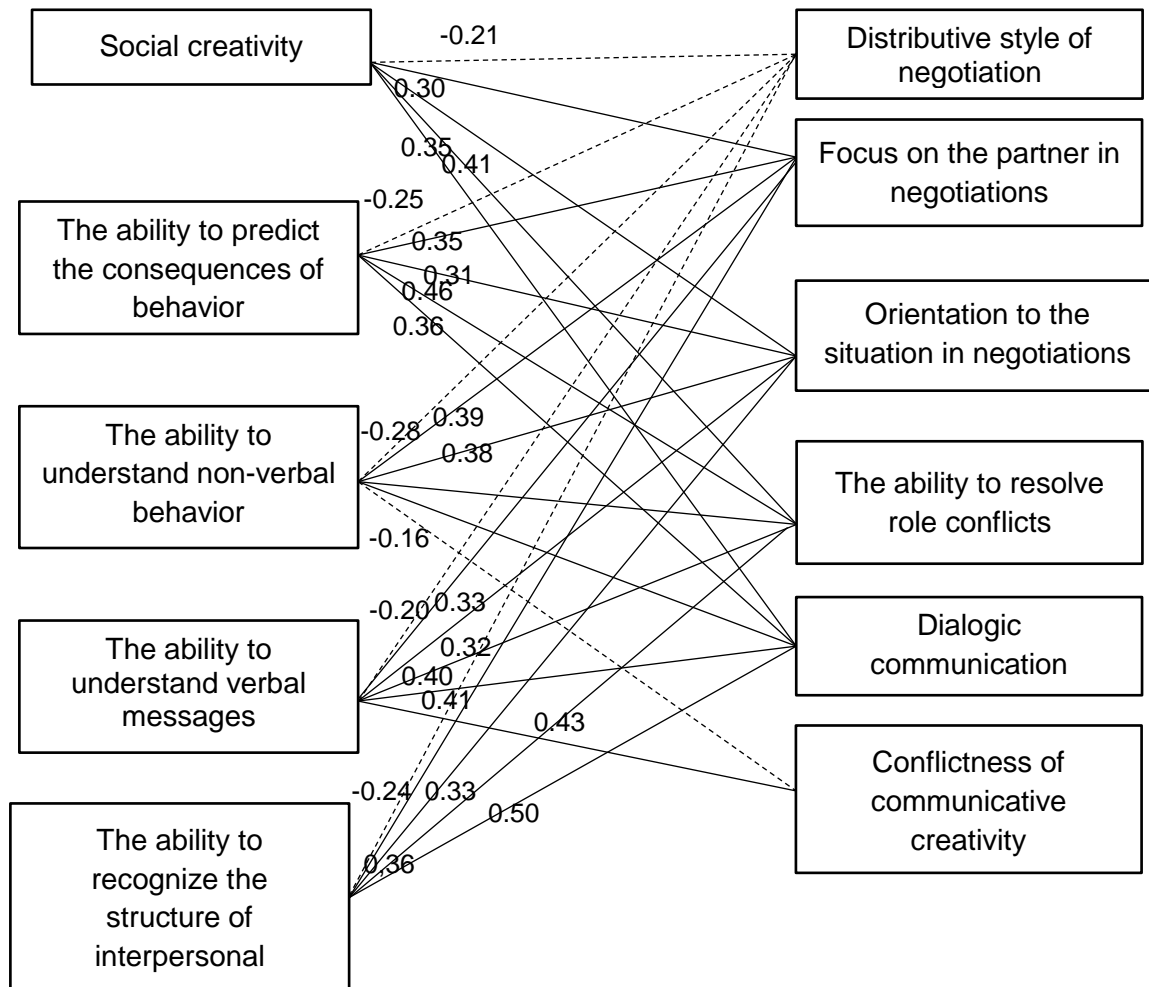 Social creativity
The ability to predict
the consequences of
behavior
The ability to
understand non-verbal
behavior
The ability to
understand verbal
messages
The ability to
recognize the
structure of
interpersonal
-0.21
0.30
0.35
0.41
-0.25
0.35
0.31
0.46
0.36
-0.28
0.39
0.38
-0.16
-0.20
0.33
0.32
0.40
0.41
0.43
-0.24
0.33
0.50
0.36
Distributive style of
negotiation
Focus on the partner in
negotiations
Orientation to the
situation in negotiations
The ability to resolve
role conflicts
Dialogic
communication
Conflictness of
communicative
creativity